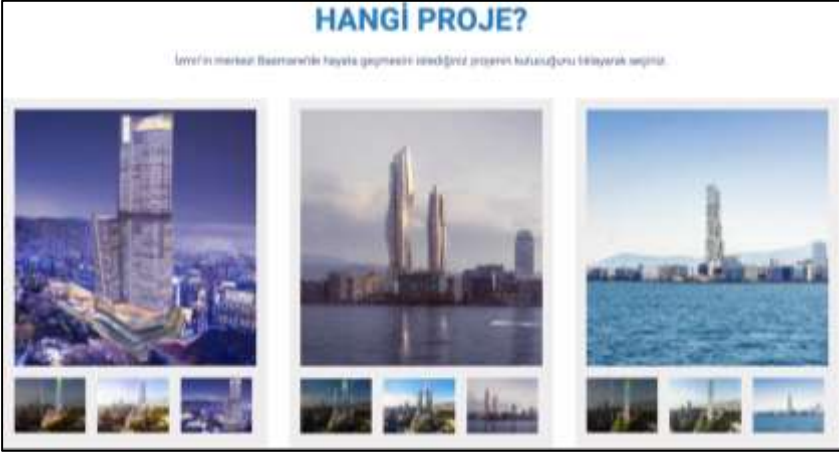 HANGİ PROJE?
İzmir'in merkezi Basmane'de hayata geçmesini istediğiniz projenin kutucuğunu tıklayarak seçiniz.